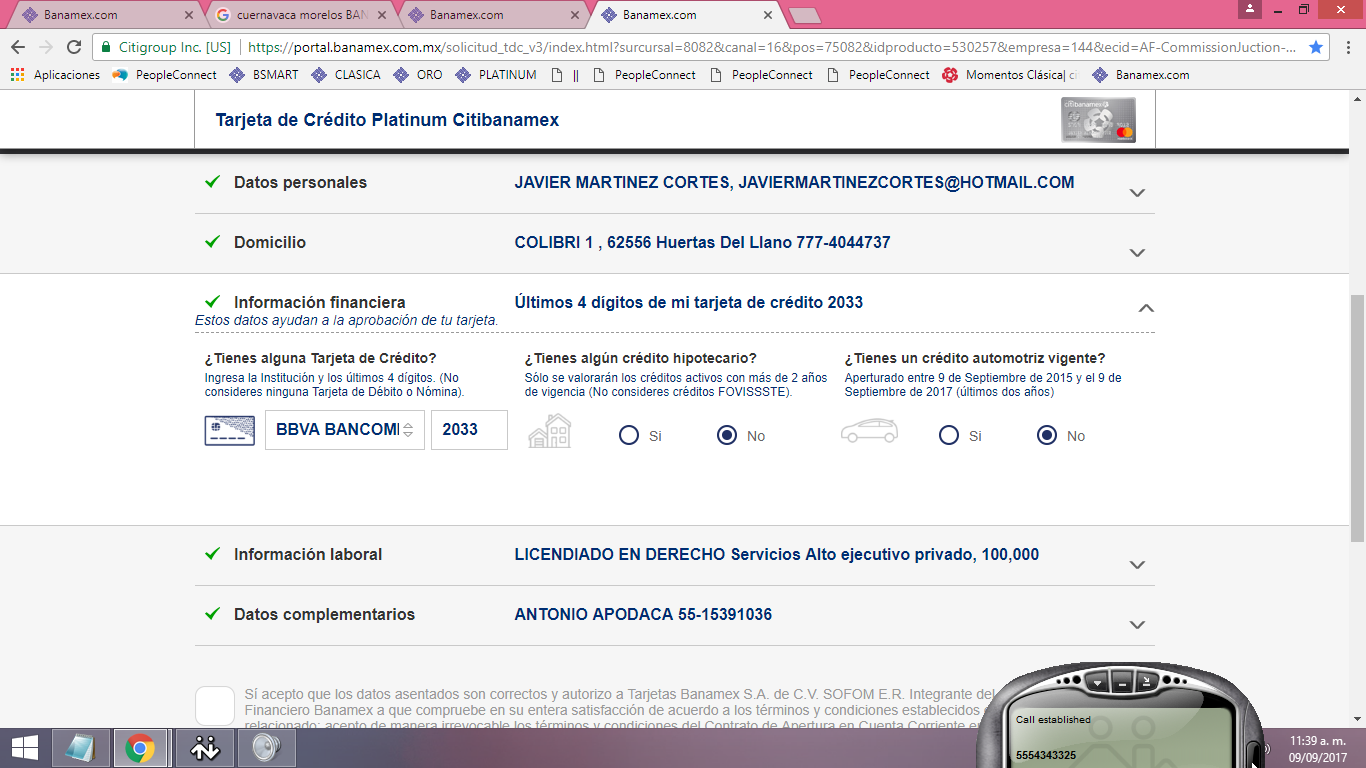 Banamex.com
cuernavaca morelos BAN
Banamex.com
Banamex.com
Citigroup Inc. [US] https://portal.banamex.com.mx/solicitud_tdc_v3/index.html?surcursal=8082&canal=16&pos=75082&idproducto=530257&empresa=144&ecid=AF-CommissionJuction-...
Aplicaciones PeopleConnect BSMART CLASICA ORO PLATINUM || PeopleConnect PeopleConnect PeopleConnect Momentos Clásica| ci Banamex.com
Tarjeta de Crédito Platinum Citibanamex
citibanamex
Datos personales JAVIER MARTINEZ CORTES, JAVIERMARTINEZCORTES@HOTMAIL.COM
Domicilio COLIBRI 1 , 62556 Huertas Del Llano 777-4044737
Información financiera Últimos 4 dígitos de mi tarjeta de crédito 2033
Estos datos ayudan a la aprobación de tu tarjeta.
¿Tienes alguna Tarjeta de Crédito?
Ingresa la Institución y los últimos 4 dígitos. (No
consideres ninguna Tarjeta de Débito o Nómina).
BBVA BANCOM 2033
¿Tienes algún crédito hipotecario?
Sólo se valorarán los créditos activos con más de 2 años
de vigencia (No consideres créditos FOVISSSTE).
Si No
¿Tienes un crédito automotriz vigente?
Aperturado entre 9 de Septiembre de 2015 y el 9 de
Septiembre de 2017 (últimos dos años)
Si No
Información laboral LICENDIADO EN DERECHO Servicios Alto ejecutivo privado, 100,000
Datos complementarios ANTONIO APODACA 55-15391036
Sí acepto que los datos asentados son correctos y autorizo a Tarjetas Banamex S.A. de C.V. SOFOM E.R. Integrante del
Financiero Banamex a que compruebe en su entera satisfacción de acuerdo a los términos y condiciones establecidos
relacionado; acepto de manera irrevocable los términos y condiciones del Contrato de Apertura en Cuenta Corriente en
Call established
5554343325
11:39 a. m.
09/09/2017